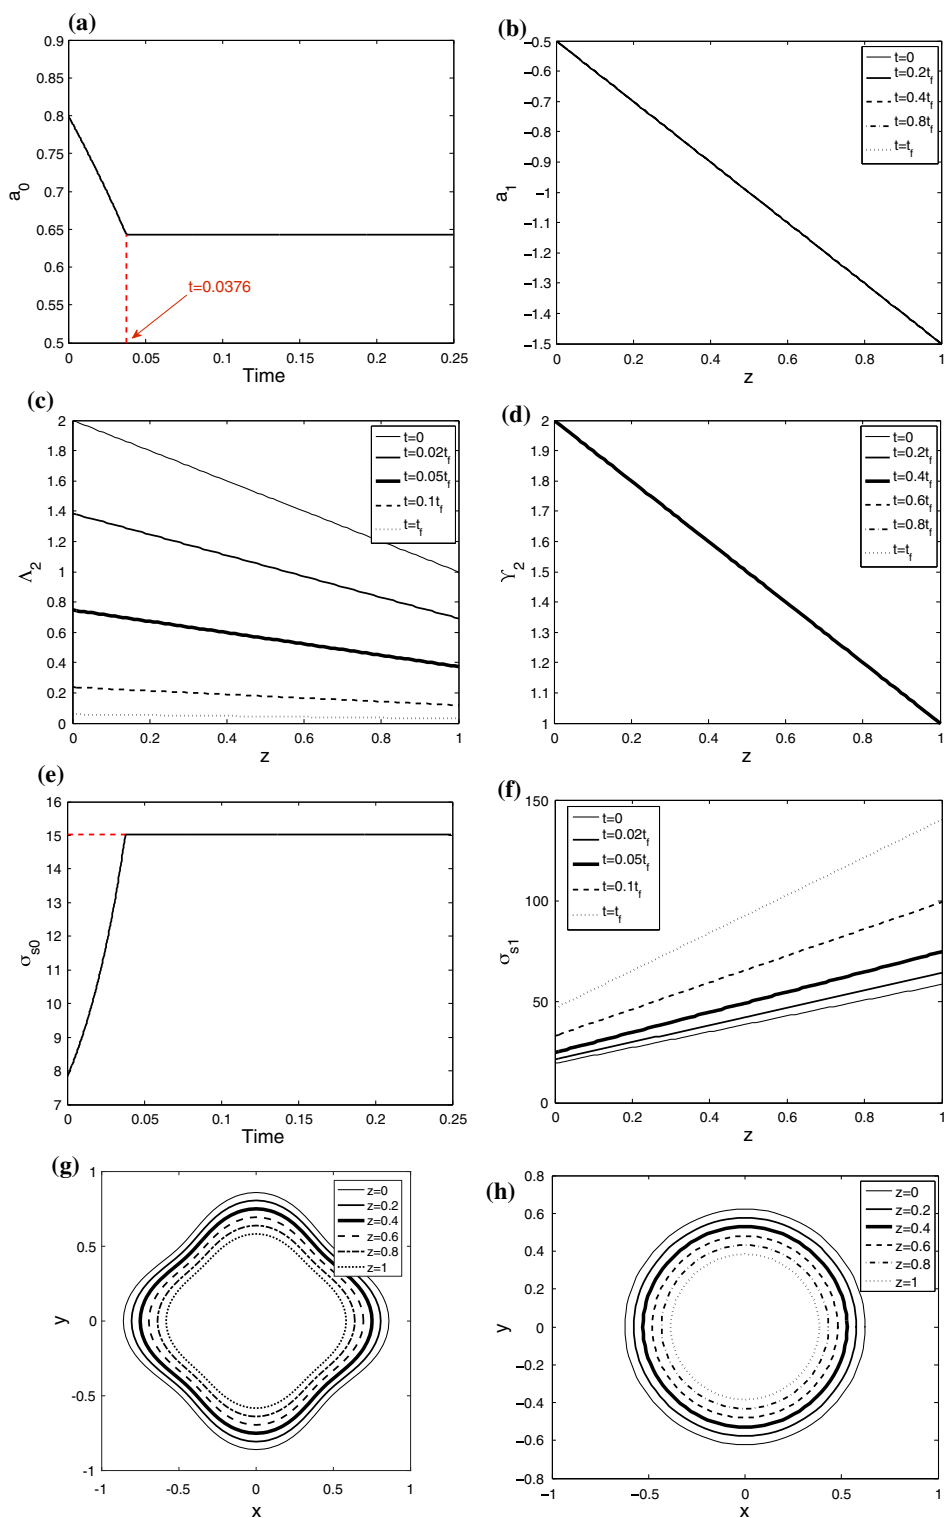 (a)
0.9
0.85
0.8
0.75
0.7
0.65
0.6
0.55
0.5
a0
t=0.0376
0
0.05
0.1
0.15
0.2
0.25
Time
(b)
−0.5
−0.6
−0.7
−0.8
−0.9
−1
−1.1
−1.2
−1.3
−1.4
−1.5
a1
t=0
t=0.2tf
t=0.4tf
t=0.8tf
t=tf
0
0.2
0.4
0.6
0.8
1
z
(c)
2
1.8
1.6
1.4
1.2
1
0.8
0.6
0.4
0.2
0
Λ2
t=0
t=0.02tf
t=0.05tf
t=0.1tf
t=tf
0
0.2
0.4
0.6
0.8
1
z
(d)
2
1.9
1.8
1.7
1.6
1.5
1.4
1.3
1.2
1.1
1
ϒ2
t=0
t=0.2tf
t=0.4tf
t=0.6tf
t=0.8tf
t=tf
0
0.2
0.4
0.6
0.8
1
z
(e)
16
15
14
13
12
11
10
9
8
7
σs0
0
0.05
0.1
0.15
0.2
0.25
Time
(f)
150
100
50
0
σs1
t=0
t=0.02tf
t=0.05tf
t=0.1tf
t=tf
0
0.2
0.4
0.6
0.8
1
z
(g)
1
0.5
0
-0.5
-1
y
z=0
z=0.2
z=0.4
z=0.6
z=0.8
z=1
-1
-0.5
0
0.5
1
x
(h)
0.8
0.6
0.4
0.2
0
−0.2
−0.4
−0.6
−0.8
y
z=0
z=0.2
z=0.4
z=0.6
z=0.8
z=1
−1
−0.5
0
0.5
1
x